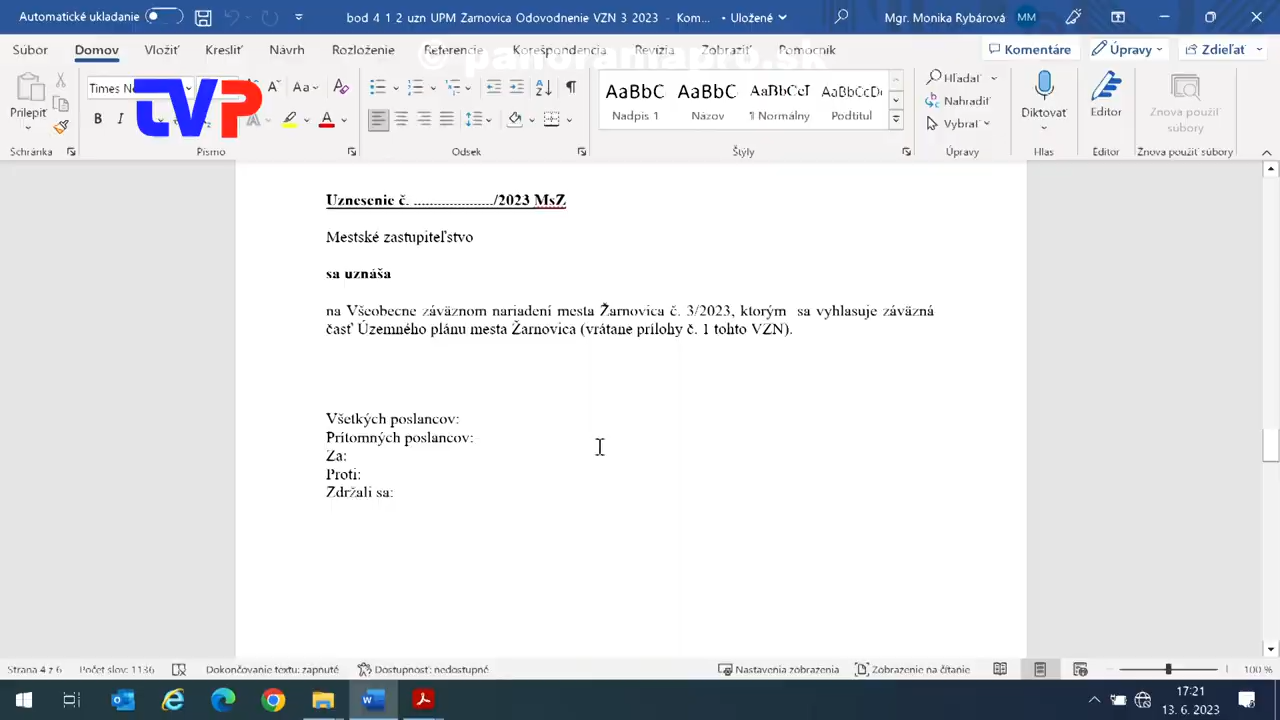 Automatické ukladanie
bod 4 1 2 uzn UPM Žarnovica Odovodnenie VZN 3 2023 - Kom... • Uložené
Mgr. Monika Rybárová MM
Súbor Domov Vložiť Kresliť Návrh Rozloženie Referencie Korešpondencia Revízia Zobraziť Pomocník
Komentáre Úpravy Zdieľať
© panoramapro.sk
Times N
TVP
Prilepiť
AaBbC AaBbC AaBbCcI AaBbCcDı
Nadpis 1 Názov ¶ Normálny Podtitul
Hľadať
Nahradiť
Vybrať
Diktovať
Editor
Znova použiť
súbory
Schránka Písmo Odsek Štýly Úpravy Hlas Editor Znova použiť súbory
Uznesenie č. ...................../2023 MsZ
Mestské zastupiteľstvo
sa uznáša
na Všeobecne záväznom nariadení mesta Žarnovica č. 3/2023, ktorým sa vyhlasuje záväzná
časť Územného plánu mesta Žarnovica (vrátane prílohy č. 1 tohto VZN).
Všetkých poslancov:
Prítomných poslancov:
Za:
Proti:
Zdržali sa:
Strana 4 z 6 Počet slov: 1136 Dokončovanie textu: zapnuté Dostupnosť: nedostupné Nastavenia zobrazenia Zobrazenie na čítanie 100 %
17:21
13. 6. 2023